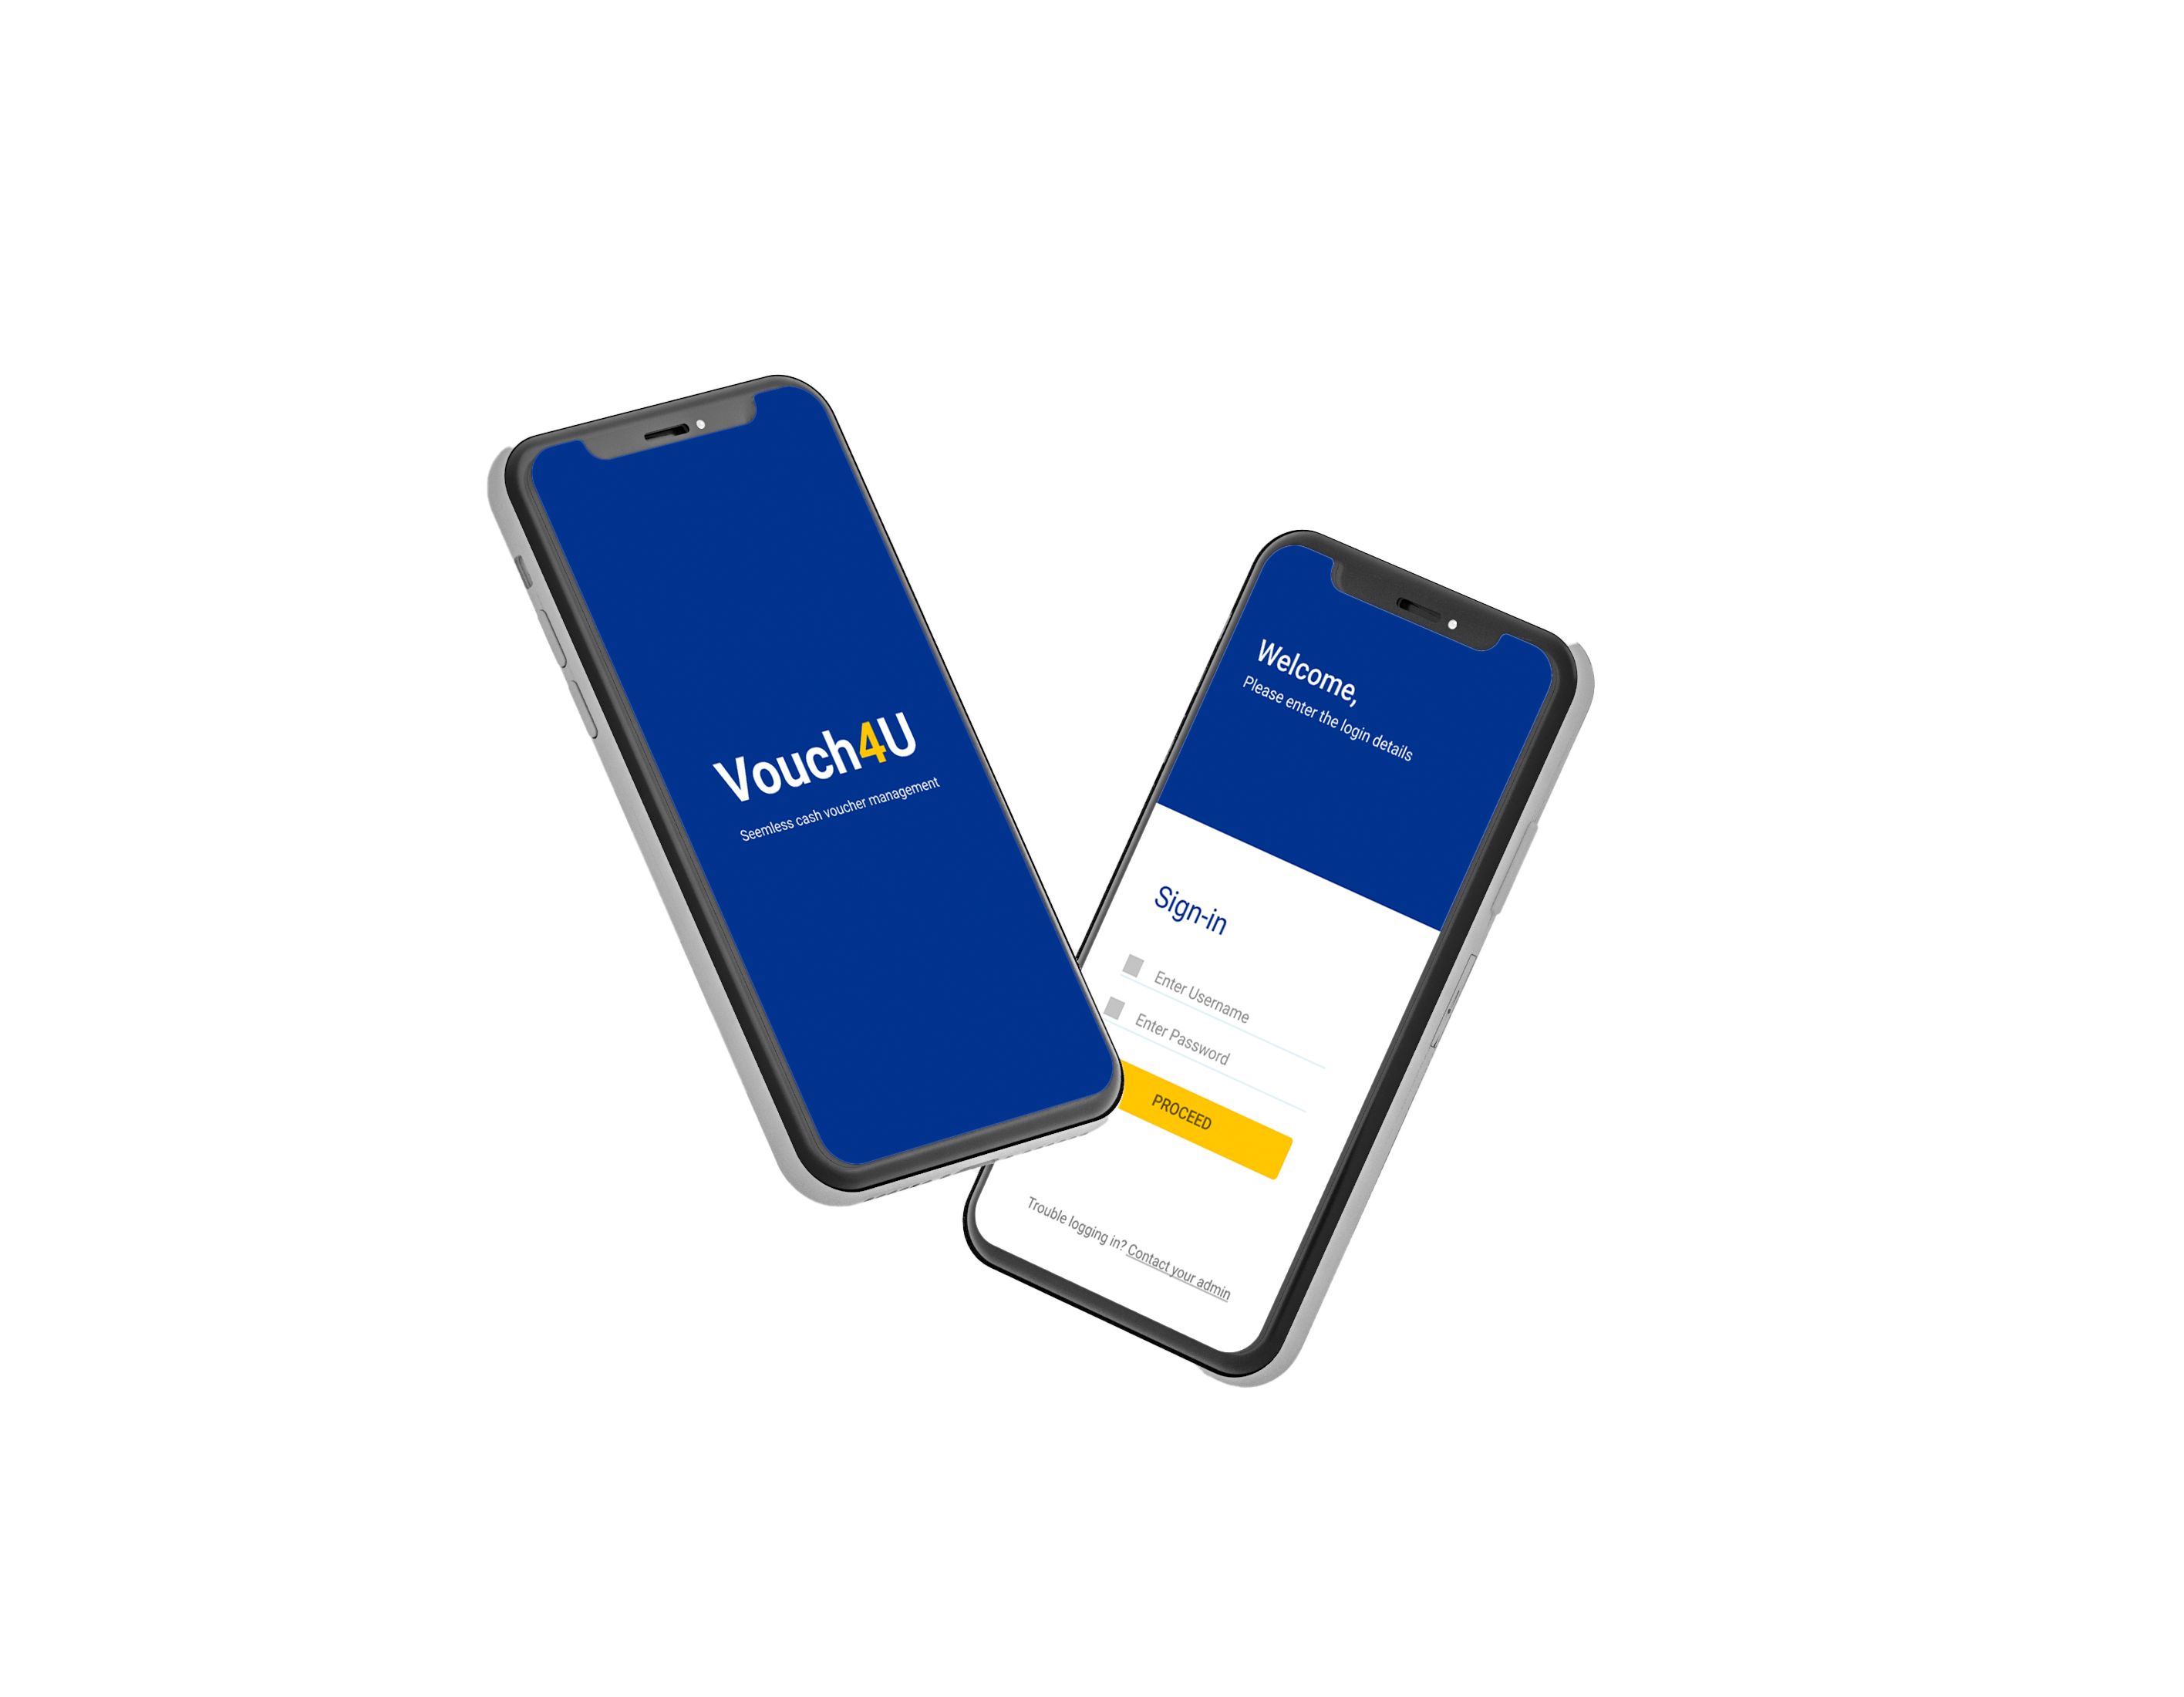 Vouch4U
Seemless cash voucher management
Welcome,
Please enter the login details
Sign-in
Enter Username
Enter Password
PROCEED
Trouble logging in? Contact your admin